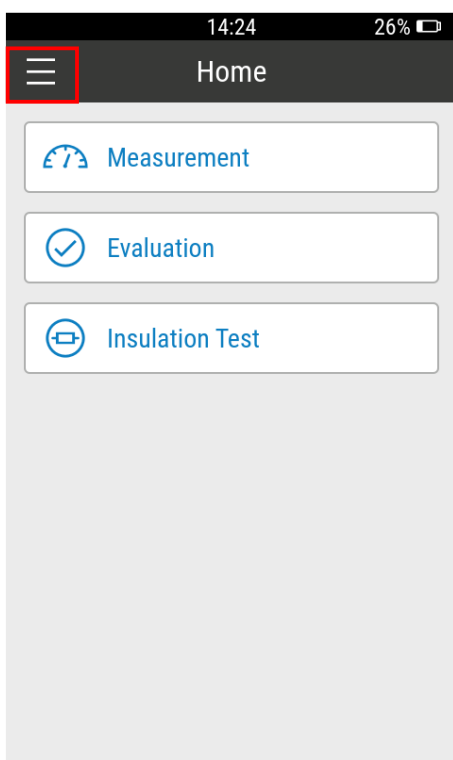 14:24 26%
Home
Measurement
Evaluation
Insulation Test